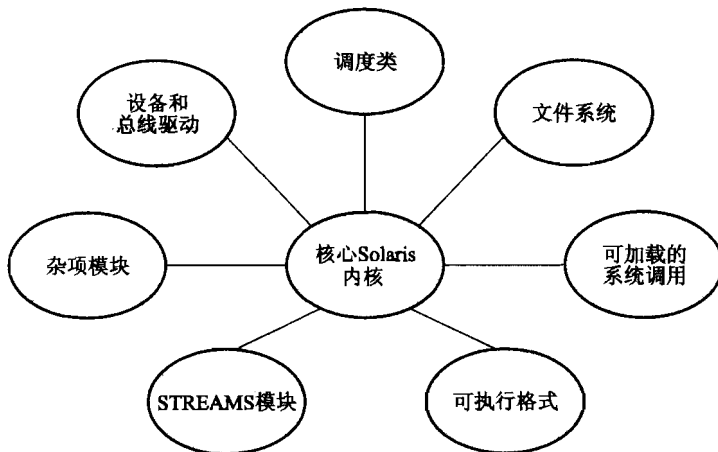 调度类
设备和
总线驱动
文件系统
杂项模块
核心Solaris
内核
可加载的
系统调用
STREAMS模块
可执行格式